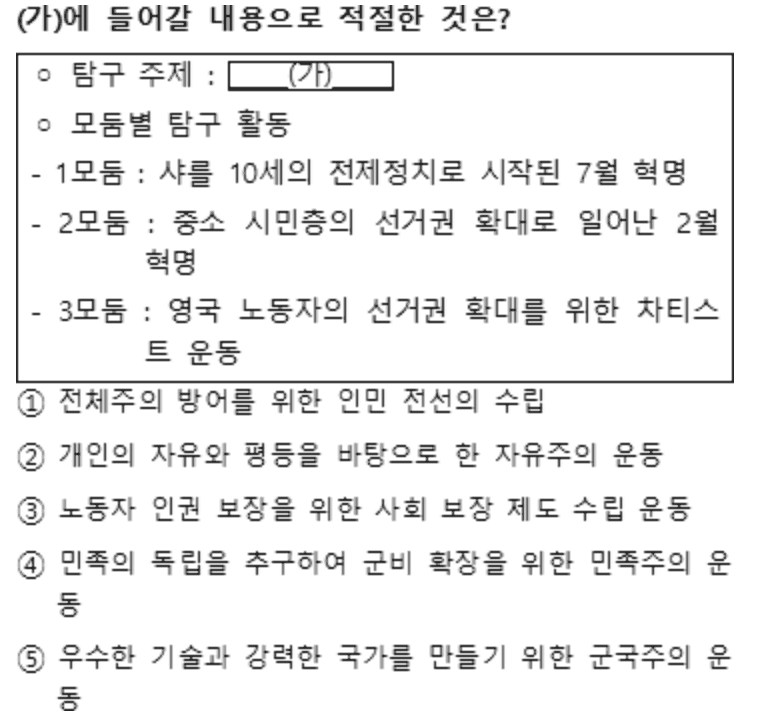 (가)에 들어갈 내용으로 적절한 것은?
○ 탐구 주제 : (가)
○ 모둠별 탐구 활동
- 1모둠 : 샤를 10세의 전제정치로 시작된 7월 혁명
- 2모둠 : 중소 시민층의 선거권 확대로 일어난 2월
혁명
- 3모둠 : 영국 노동자의 선거권 확대를 위한 차티스
트 운동
① 전체주의 방어를 위한 인민 전선의 수립
② 개인의 자유와 평등을 바탕으로 한 자유주의 운동
③ 노동자 인권 보장을 위한 사회 보장 제도 수립 운동
④ 민족의 독립을 추구하여 군비 확장을 위한 민족주의 운
동
⑤ 우수한 기술과 강력한 국가를 만들기 위한 군국주의 운
동